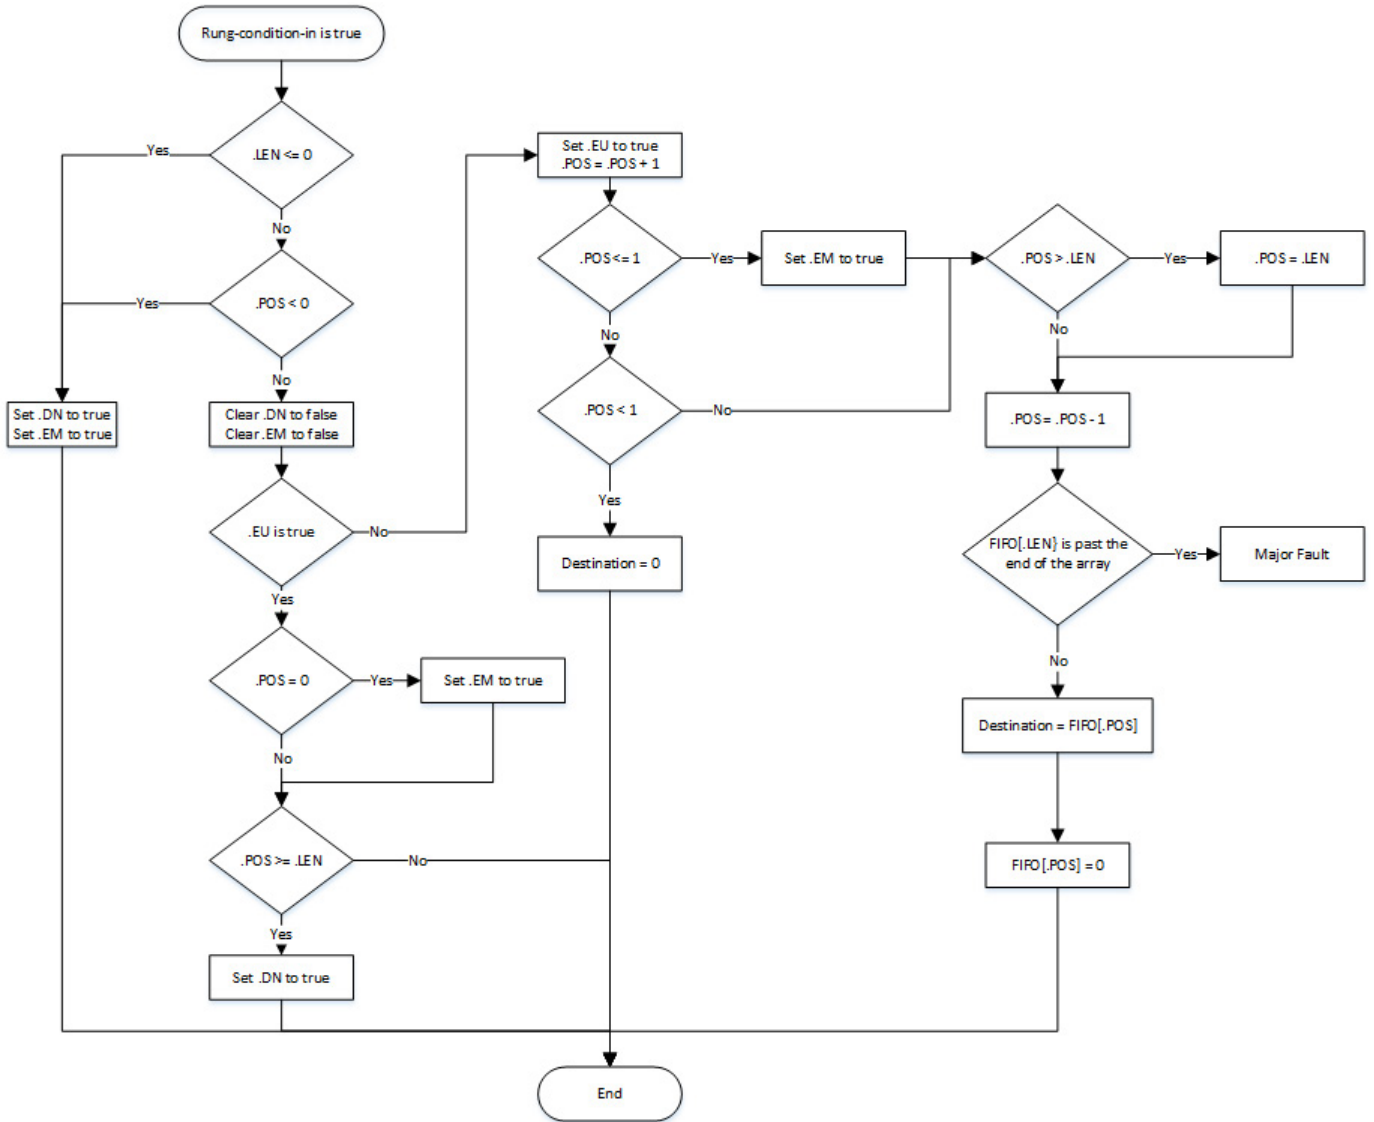 Rung-condition-in is true
.LEN <= 0
Yes
No
.POS < 0
Yes
No
Set .DN to true
Set .EM to true
Clear .DN to false
Clear .EM to false
.EU is true
No
Yes
.POS = 0
Yes
Set .EM to true
No
.POS >= .LEN
No
Yes
Set .DN to true
Set .EU to true
.POS = .POS + 1
.POS <= 1
Yes
Set .EM to true
No
.POS < 1
No
Yes
Destination = 0
.POS > .LEN
Yes
.POS = .LEN
No
.POS = .POS - 1
FIFO[.LEN} is past the
end of the array
Yes
Major Fault
No
Destination = FIFO[.POS]
FIFO[.POS] = 0
End